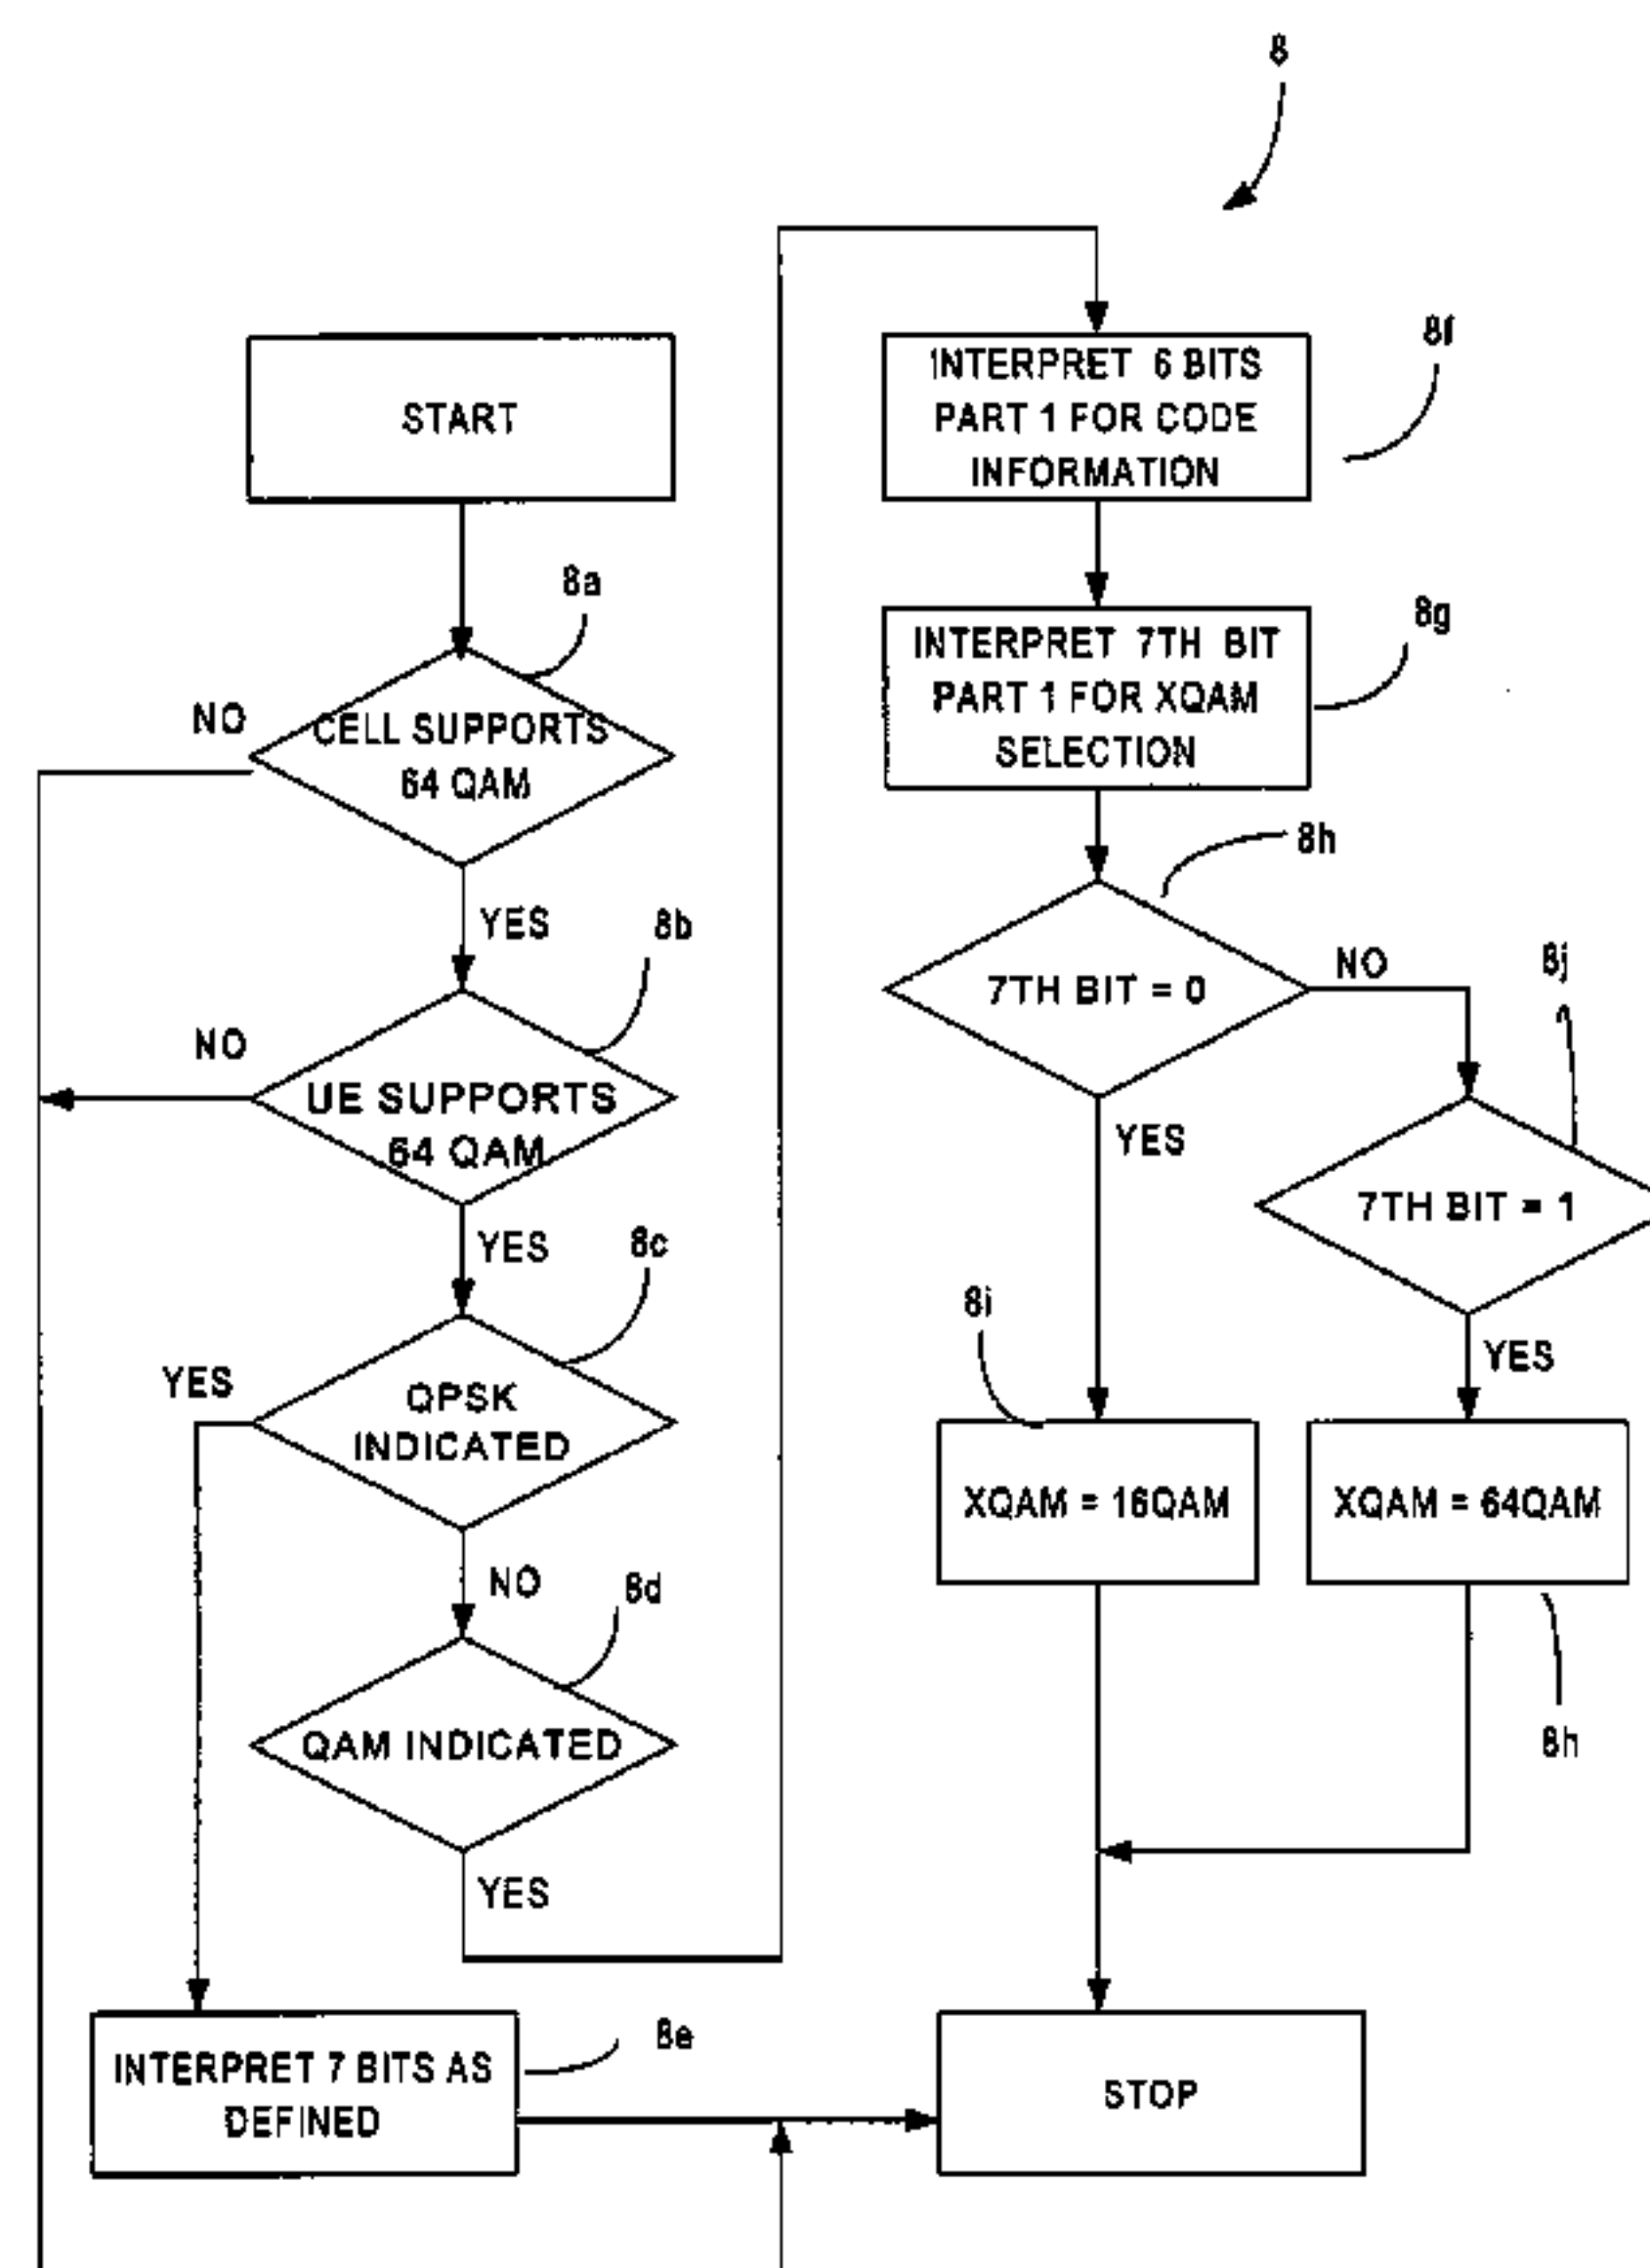 8
START
8a
NO
CELL SUPPORTS
64 QAM
YES
8b
NO
UE SUPPORTS
64 QAM
YES
8c
YES
QPSK
INDICATED
NO
8d
QAM INDICATED
YES
INTERPRET 7 BITS AS
DEFINED
8e
INTERPRET 6 BITS
PART 1 FOR CODE
INFORMATION
8f
INTERPRET 7TH BIT
PART 1 FOR XQAM
SELECTION
8g
8h
7TH BIT = 0
NO
8j
YES
7TH BIT = 1
8i
YES
XQAM = 16QAM
XQAM = 64QAM
8h
STOP